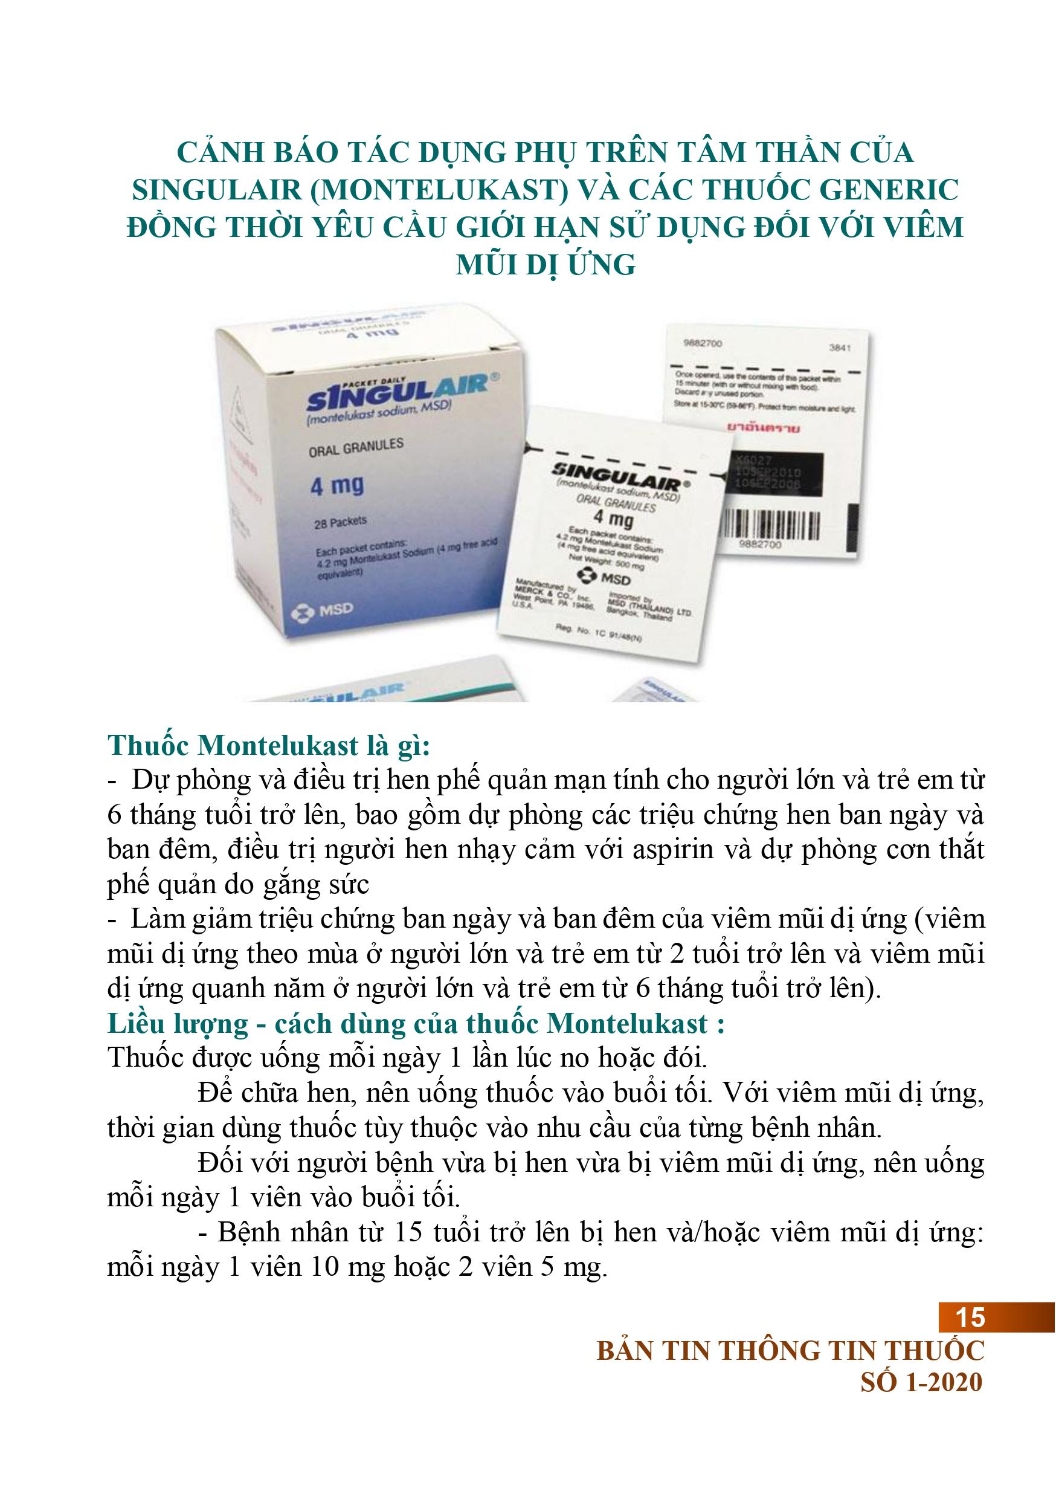 CẢNH BÁO TÁC DỤNG PHỤ TRÊN TÂM THẦN CỦA
SINGULAIR (MONTELUKAST) VÀ CÁC THUỐC GENERIC
ĐỒNG THỜI YÊU CẦU GIỚI HẠN SỬ DỤNG ĐỐI VỚI VIÊM
MŨI DỊ ỨNG
SINGULAIR
ORAL GRANULES
4 mg
PACKET DAILY
SINGULAIR®
(montelukast sodium, MSD)
ORAL GRANULES
4 mg
28 Packets
Each packet contains:
4.2 mg Montelukast Sodium (4 mg free acid
equivalent)
MSD
SINGULAIR®
(montelukast sodium, MSD)
ORAL GRANULES
4 mg
Each packet contains:
4.2 mg Montelukast Sodium
(4 mg free acid equivalent)
Net Weight: 500 mg
MSD
Manufactured by
MERCK & CO., Inc.
West Point, PA 19486,
U.S.A.
Imported by
MSD (THAILAND) LTD.
Bangkok, Thailand
Reg. No. 1C 91/48(N)
9882700 3841
Once opened, use the contents of this packet within
15 minuter (with or without mixing with food).
Discard any unused portion.
Store at 15-30°C (59-86°F). Protect from moisture and light.
ยาอันตราย
K6027
10SEP2010
10SEP2008
9882700
SINGULAIR
Thuốc Montelukast là gì:
- Dự phòng và điều trị hen phế quản mạn tính cho người lớn và trẻ em từ
6 tháng tuổi trở lên, bao gồm dự phòng các triệu chứng hen ban ngày và
ban đêm, điều trị người hen nhạy cảm với aspirin và dự phòng cơn thắt
phế quản do gắng sức
- Làm giảm triệu chứng ban ngày và ban đêm của viêm mũi dị ứng (viêm
mũi dị ứng theo mùa ở người lớn và trẻ em từ 2 tuổi trở lên và viêm mũi
dị ứng quanh năm ở người lớn và trẻ em từ 6 tháng tuổi trở lên).
Liều lượng - cách dùng của thuốc Montelukast :
Thuốc được uống mỗi ngày 1 lần lúc no hoặc đói.
Để chữa hen, nên uống thuốc vào buổi tối. Với viêm mũi dị ứng,
thời gian dùng thuốc tùy thuộc vào nhu cầu của từng bệnh nhân.
Đối với người bệnh vừa bị hen vừa bị viêm mũi dị ứng, nên uống
mỗi ngày 1 viên vào buổi tối.
- Bệnh nhân từ 15 tuổi trở lên bị hen và/hoặc viêm mũi dị ứng:
mỗi ngày 1 viên 10 mg hoặc 2 viên 5 mg.
15
BẢN TIN THÔNG TIN THUỐC
SỐ 1-2020